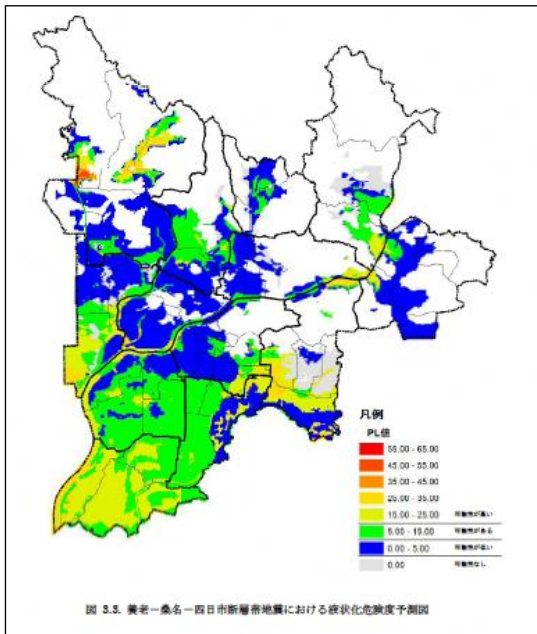 凡例
PL値
55.00 - 65.00
45.00 - 55.00
35.00 - 45.00
25.00 - 35.00
15.00 - 25.00 可能性が高い
5.00 - 15.00 可能性がある
0.00 - 5.00 可能性が低い
0.00 可能性なし
図 3.3. 養老－桑名－四日市断層帯地震における液状化危険度予測図